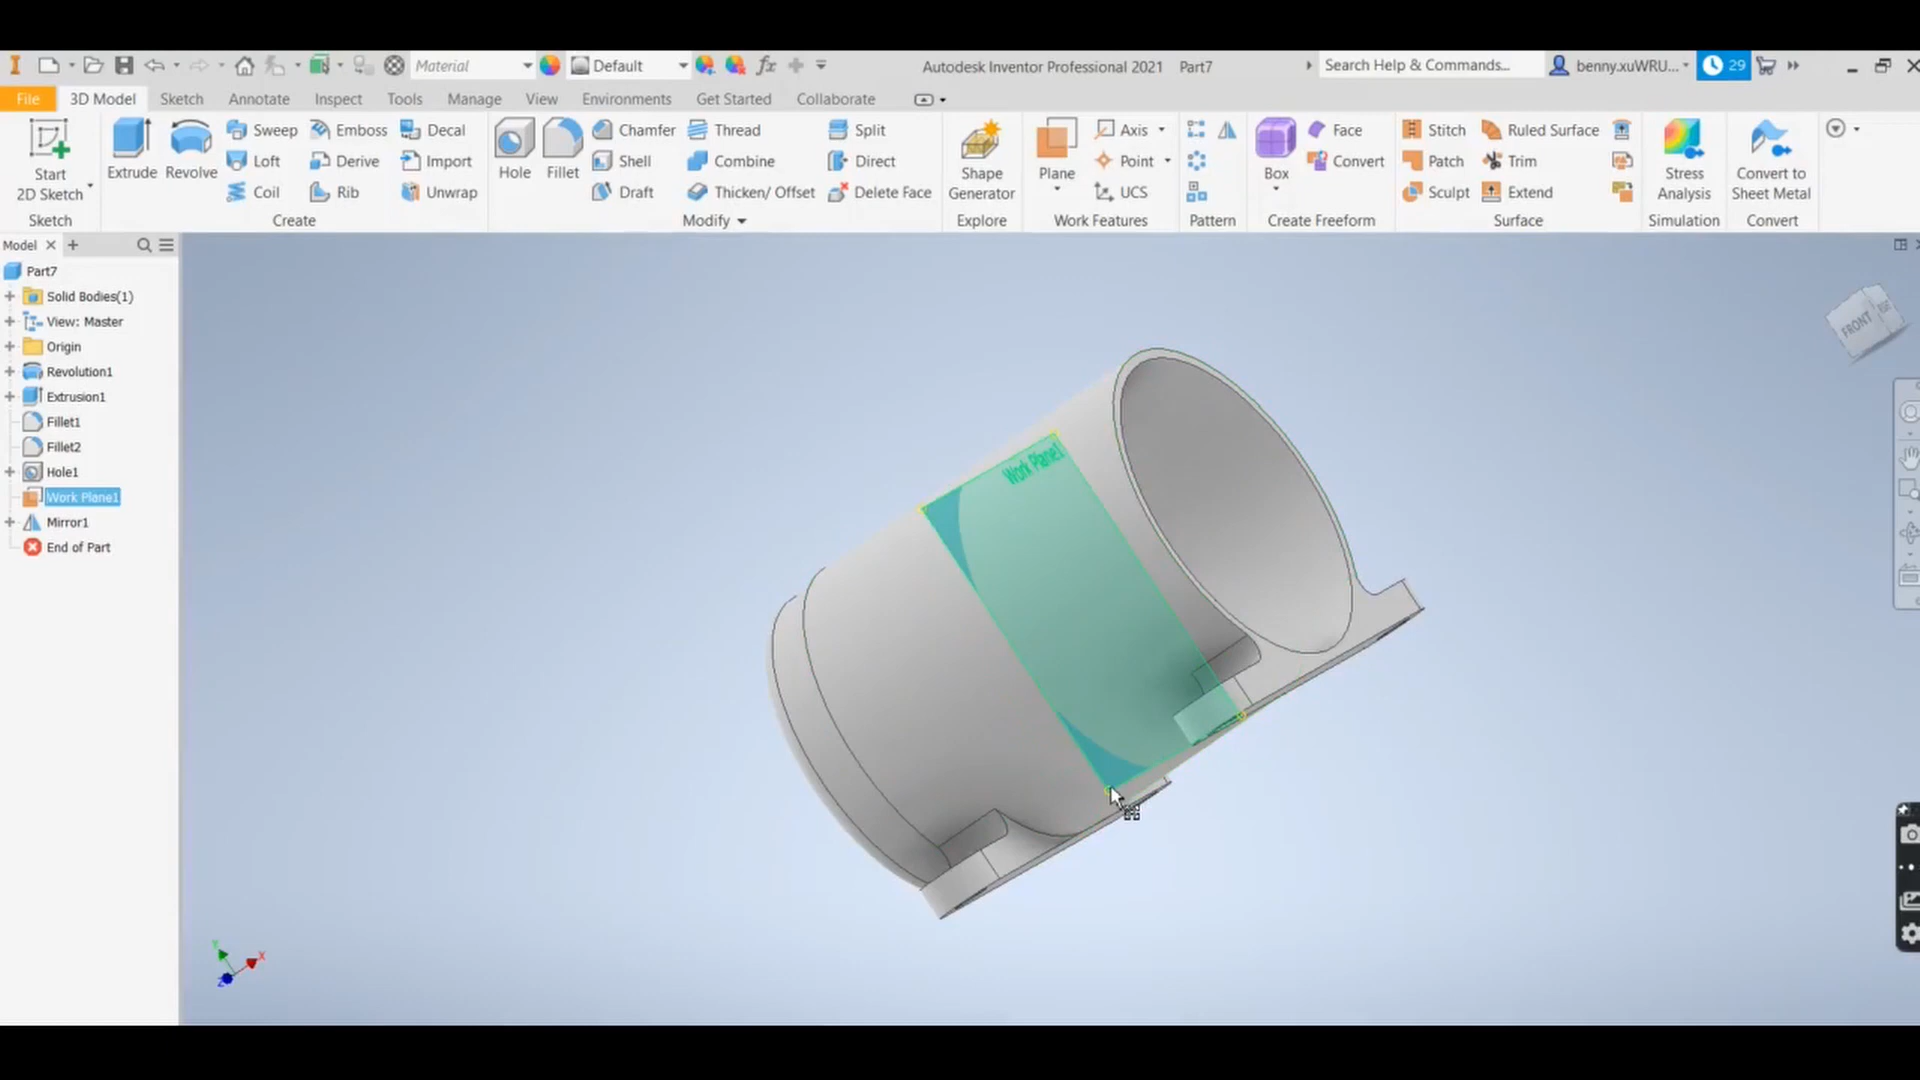 Material
Default
fx
Autodesk Inventor Professional 2021 Part7
Search Help & Commands...
benny.xuWRU...
29
File
3D Model
Sketch
Annotate
Inspect
Tools
Manage
View
Environments
Get Started
Collaborate
Start
2D Sketch
Sketch
Extrude
Revolve
Sweep
Loft
Coil
Emboss
Derive
Rib
Decal
Import
Unwrap
Create
Hole
Fillet
Chamfer
Shell
Draft
Thread
Combine
Thicken/ Offset
Split
Direct
Delete Face
Modify
Shape
Generator
Explore
Plane
Axis
Point
UCS
Work Features
Pattern
Box
Face
Convert
Create Freeform
Stitch
Patch
Sculpt
Ruled Surface
Trim
Extend
Surface
Stress
Analysis
Simulation
Convert to
Sheet Metal
Convert
Model
Part7
Solid Bodies(1)
View: Master
Origin
Revolution1
Extrusion1
Fillet1
Fillet2
Hole1
Work Plane1
Mirror1
End of Part
Work Plane1
FRONT
Y
X
Z